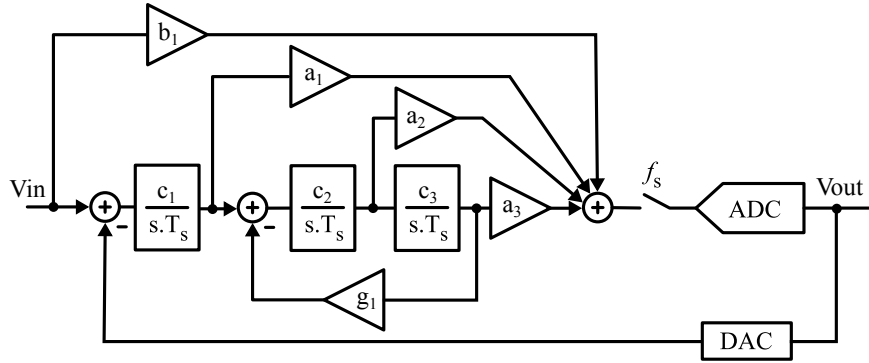 b₁
a₁
a₂
Vin
+
-
c₁
s.Tₛ
+
-
c₂
s.Tₛ
c₃
s.Tₛ
a₃
+
fₛ
ADC
Vout
g₁
DAC